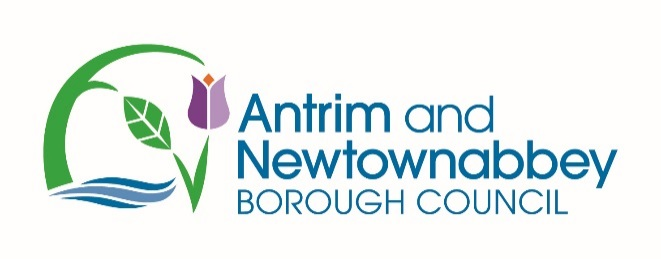 Antrim and
Newtownabbey
BOROUGH COUNCIL